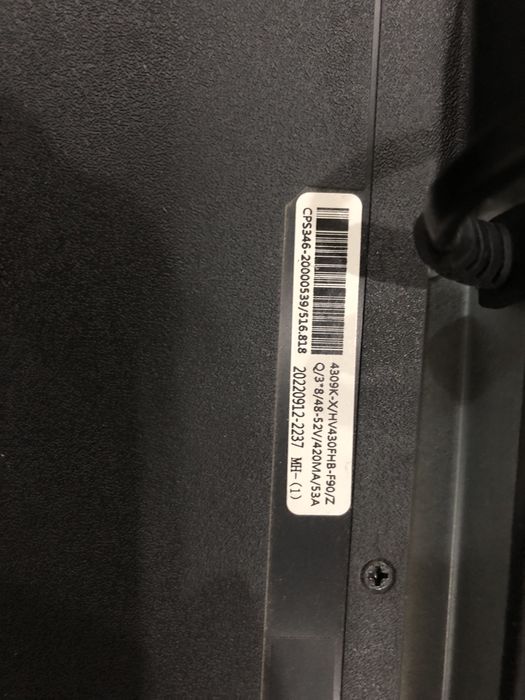 CPS346-20000539/516.818
4309K-X/HV430FHB-F90/Z
Q/3*8/48-52V/420MA/53A
20220912-2237 MH-(1)